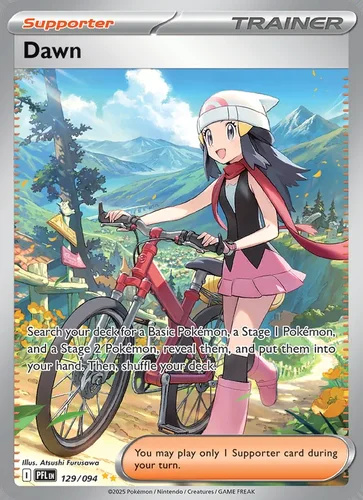 Supporter
TRAINER
Dawn
Search your deck for a Basic Pokémon, a Stage 1 Pokémon,
and a Stage 2 Pokémon, reveal them, and put them into
your hand. Then, shuffle your deck.
Illus. Atsushi Furusawa
I PFL EN 129/094
You may play only 1 Supporter card during
your turn.
©2025 Pokémon / Nintendo / Creatures / GAME FREAK